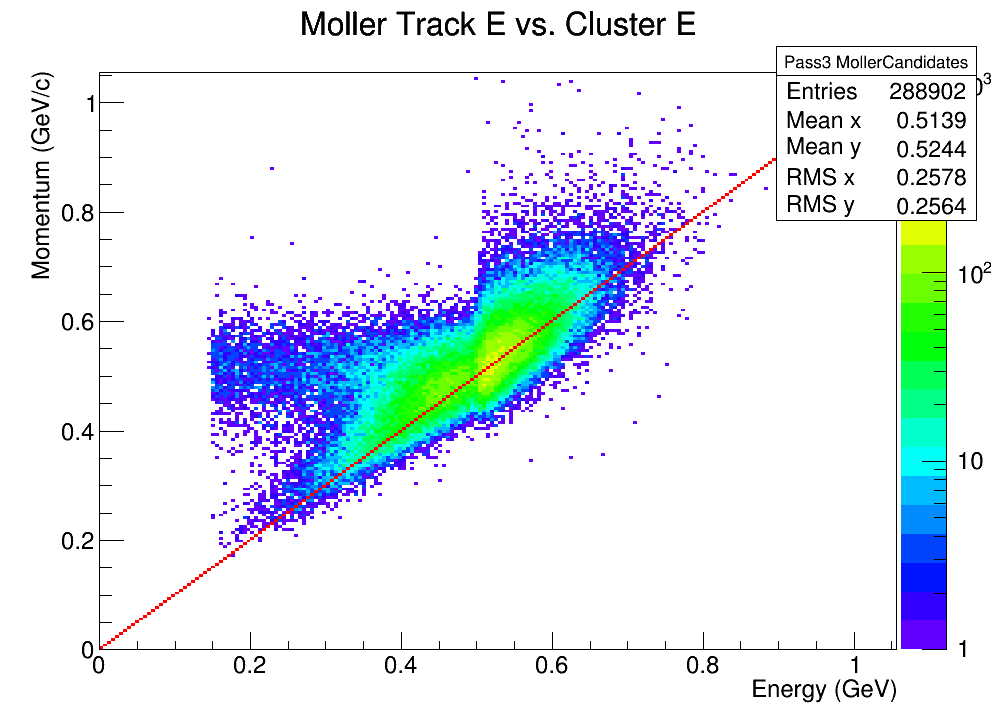 Moller Track E vs. Cluster E
Pass3 MollerCandidates
Entries 288902
Mean x 0.5139
Mean y 0.5244
RMS x 0.2578
RMS y 0.2564
Momentum (GeV/c)
1
0.8
0.6
0.4
0.2
0
0 0.2 0.4 0.6 0.8 1
Energy (GeV)
10²
10
1